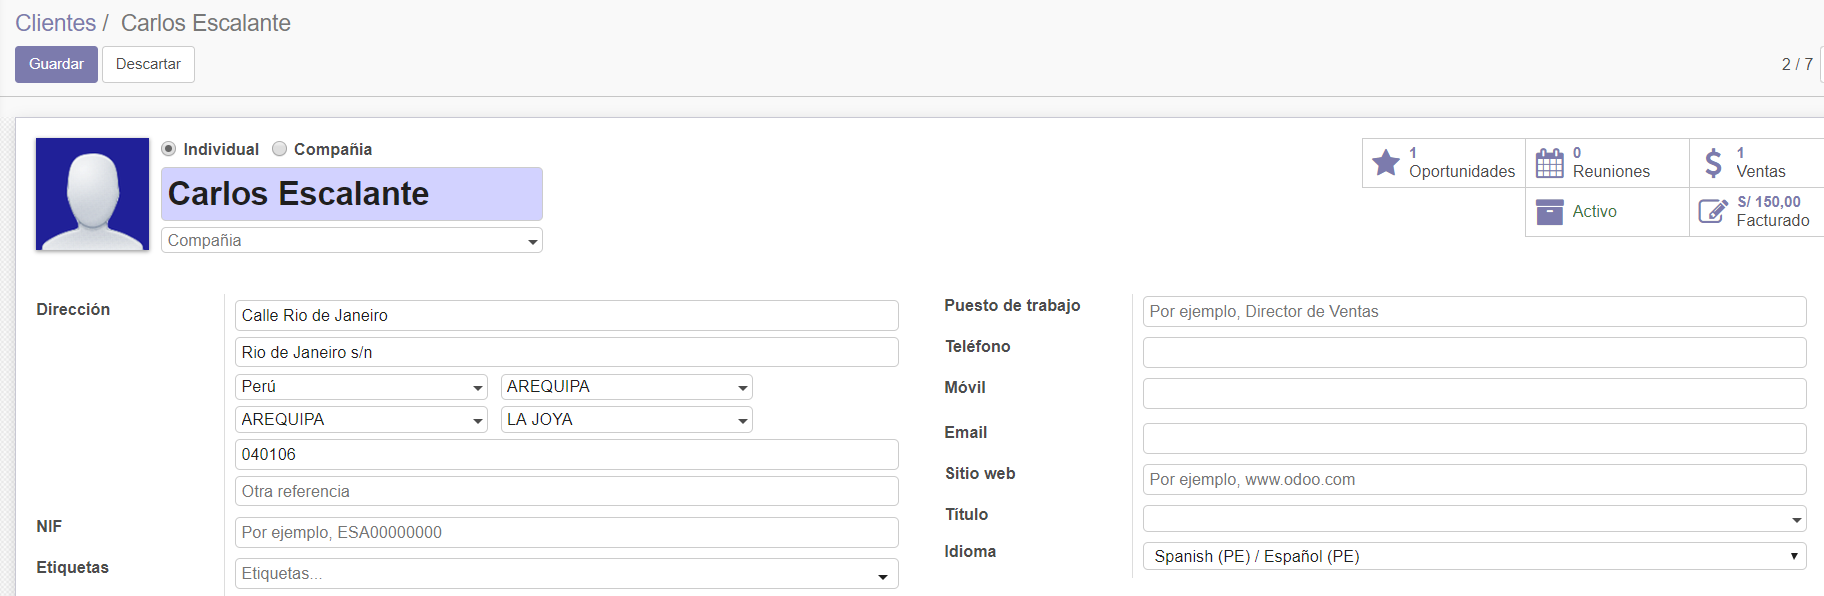 Clientes / Carlos Escalante
Guardar Descartar
2 / 7
Individual Compañia
Carlos Escalante
Compañia
1 Oportunidades
0 Reuniones
1 Ventas
Activo
S/ 150,00 Facturado
Dirección
Calle Rio de Janeiro
Rio de Janeiro s/n
Perú AREQUIPA
AREQUIPA LA JOYA
040106
Otra referencia
NIF Por ejemplo, ESA00000000
Etiquetas Etiquetas...
Puesto de trabajo Por ejemplo, Director de Ventas
Teléfono
Móvil
Email
Sitio web Por ejemplo, www.odoo.com
Título
Idioma Spanish (PE) / Español (PE)